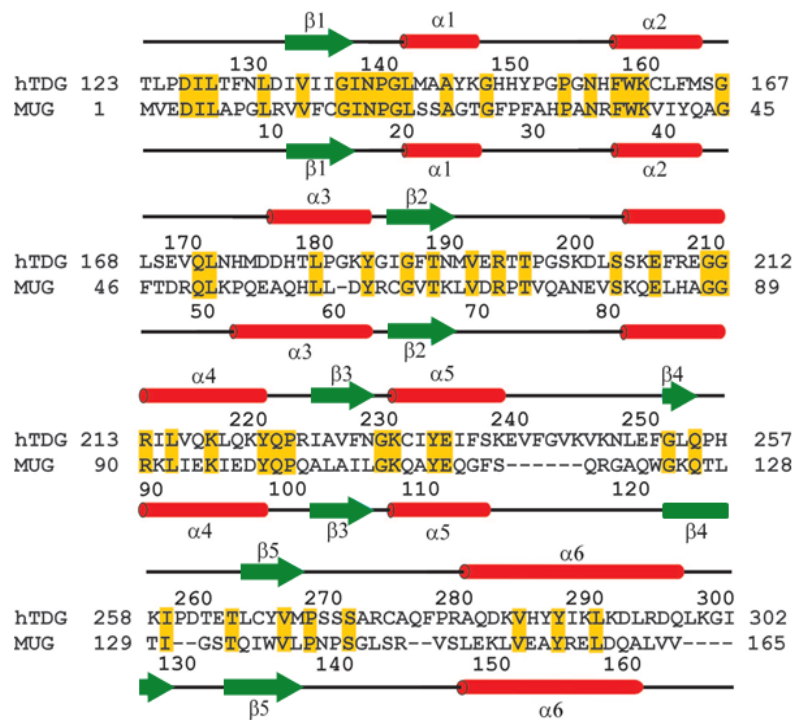 β1 α1 α2
130 140 150 160
hTDG 123 TLPDILTFNLDIVIIGINPGLMAAYKGHHYPGPGNHFWKCLFMSG 167
MUG 1 MVEDILAPGLRVVFCGINPGLSSAGTGFPFAHPANRFWKVIYQAG 45
10 20 30 40
β1 α1 α2
α3 β2
170 180 190 200 210
hTDG 168 LSEVQLNHMDDHTLPGKYGIGFTNMVERTTPGSKDLSSKEFREGG 212
MUG 46 FTDRQLKPQEAQHLL-DYRCGVTKLVDRPTVQANEVSKQELHAGG 89
50 60 70 80
α3 β2
α4 β3 α5 β4
220 230 240 250
hTDG 213 RILVQKLQKYQPRIAVFNGKCIYEIFSKEVFGVKVKNLEFGLQPH 257
MUG 90 RKLIEKIEDYQPQALAILGKQAYEQGFS------QRGAQWGKQTL 128
90 100 110 120
α4 β3 α5 β4
β5 α6
260 270 280 290 301
hTDG 258 KIPDTETLCYVMPSSSARCAQFPRAQDKVHYYIKLKDLRDQLKGI 302
MUG 129 TI--GSTQIWVLPNPSGLSR--VSLEKLVEAYRELDQALVV---- 165
130 140 150 160
β5 α6